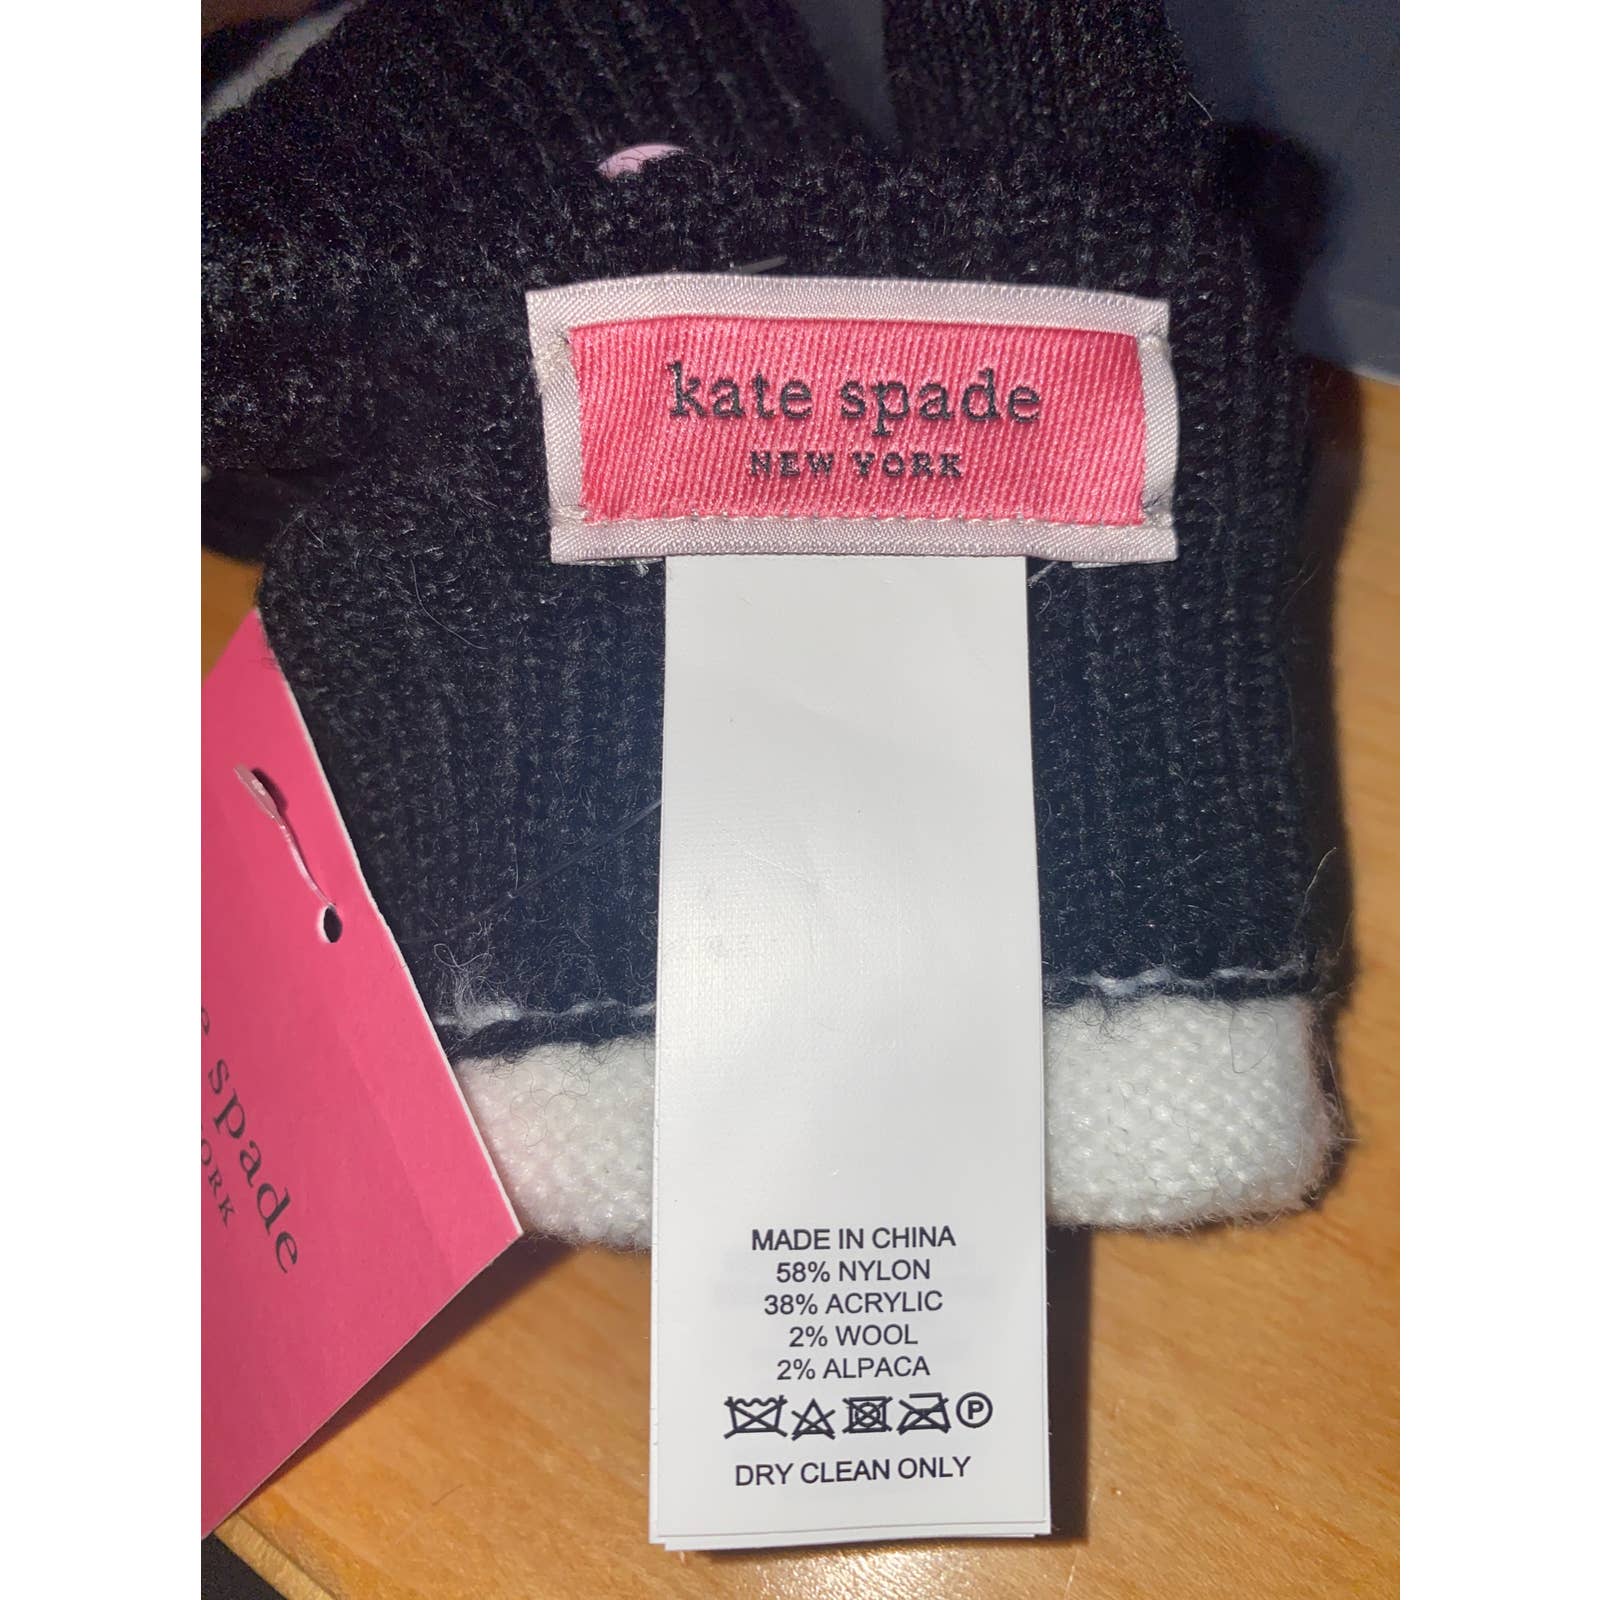 kate spade
NEW YORK
spade
ORK
MADE IN CHINA
58% NYLON
38% ACRYLIC
2% WOOL
2% ALPACA
P
DRY CLEAN ONLY